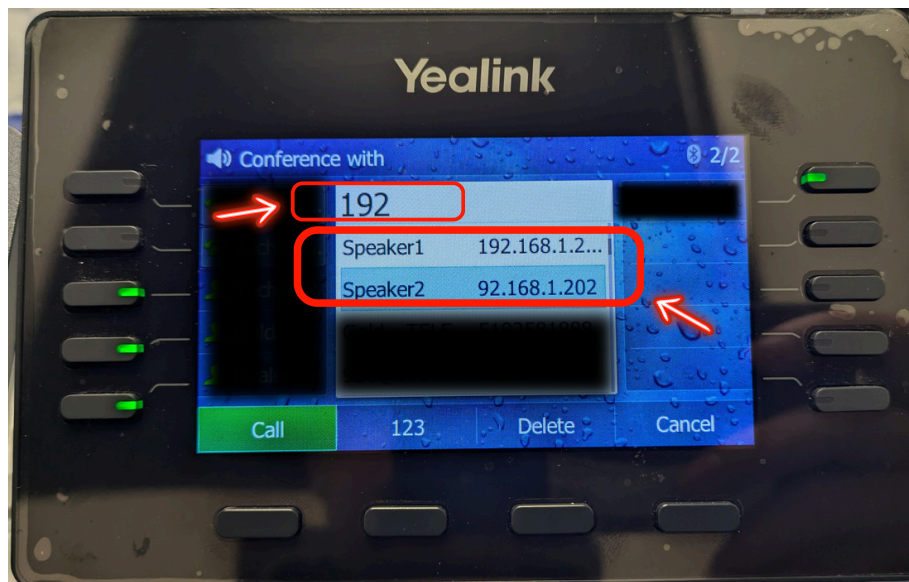 Yealink
Conference with 2/2
192
Speaker1 192.168.1.2...
Speaker2 92.168.1.202
Call 123 Delete Cancel